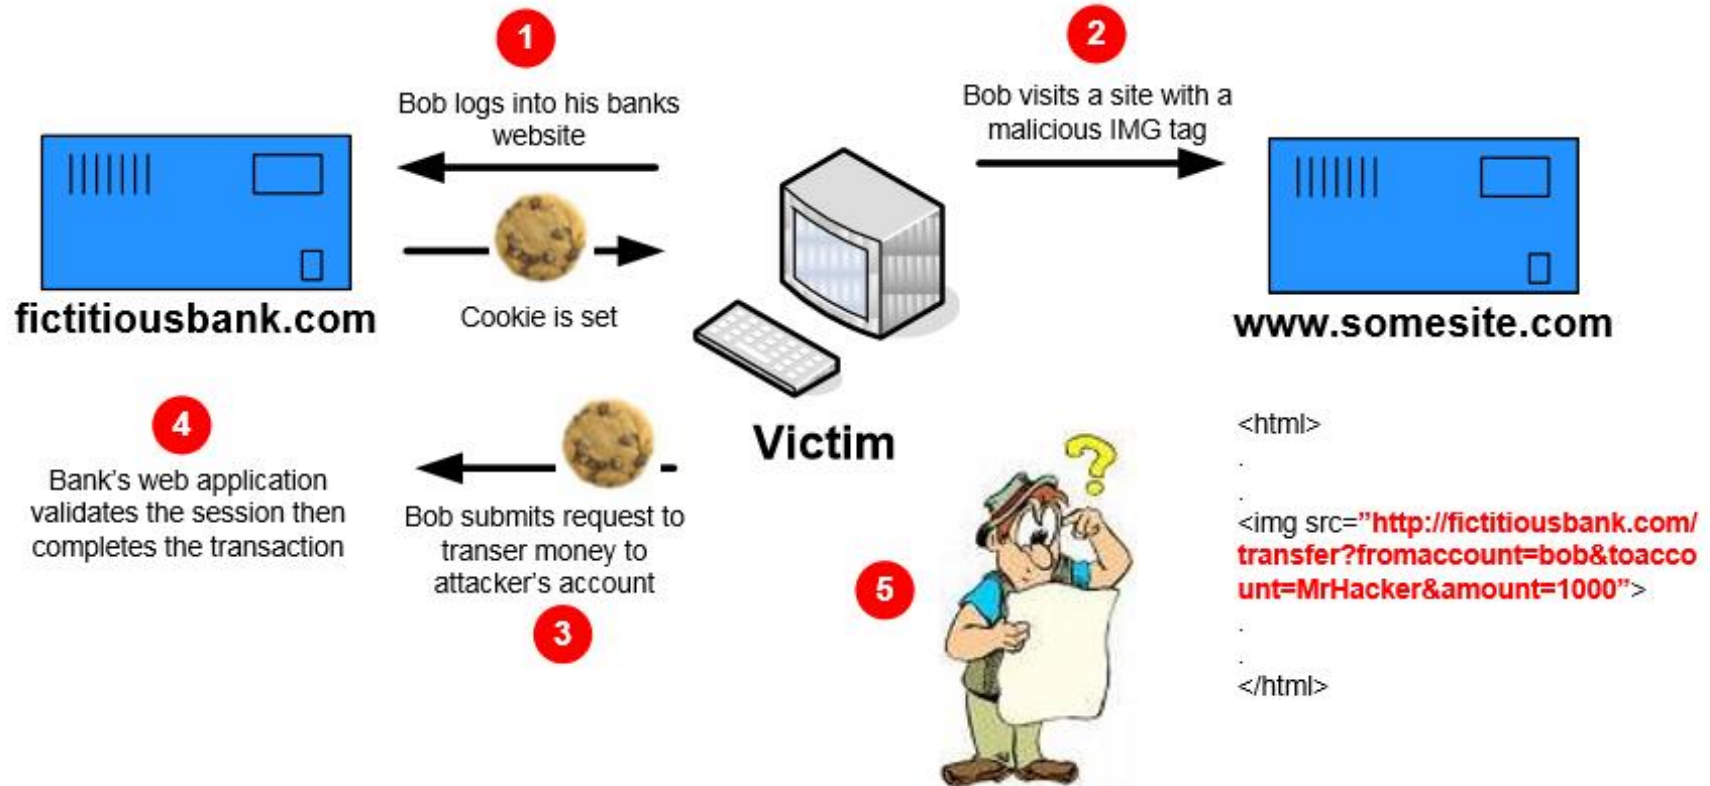 1
Bob logs into his banks
website
fictitiousbank.com
Cookie is set
2
Bob visits a site with a
malicious IMG tag
www.somesite.com
Victim
4
Bank's web application
validates the session then
completes the transaction
Bob submits request to
transer money to
attacker's account
3
5
?
<html>
.
.
<img src=”http://fictitiousbank.com/
transfer?fromaccount=bob&toacco
unt=MrHacker&amount=1000”>
.
.
</html>